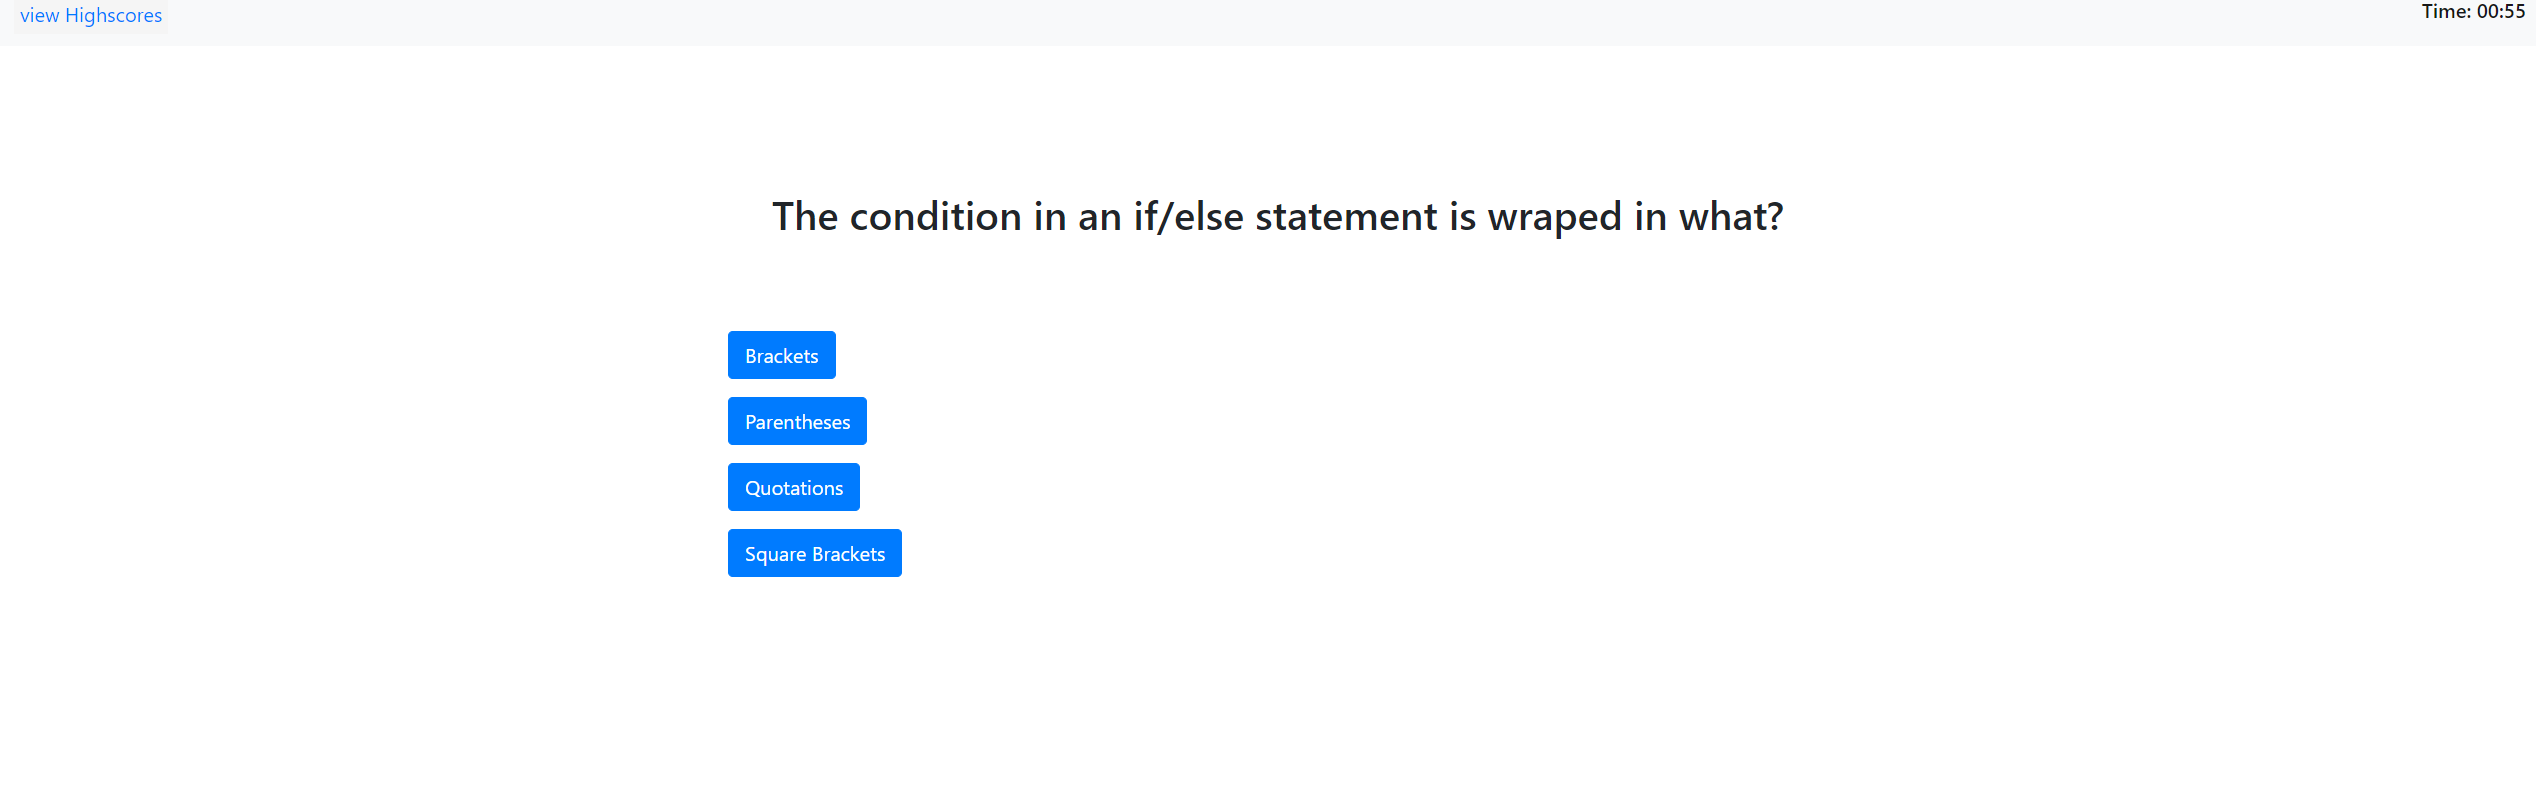 view Highscores
Time: 00:55
The condition in an if/else statement is wraped in what?
Brackets
Parentheses
Quotations
Square Brackets